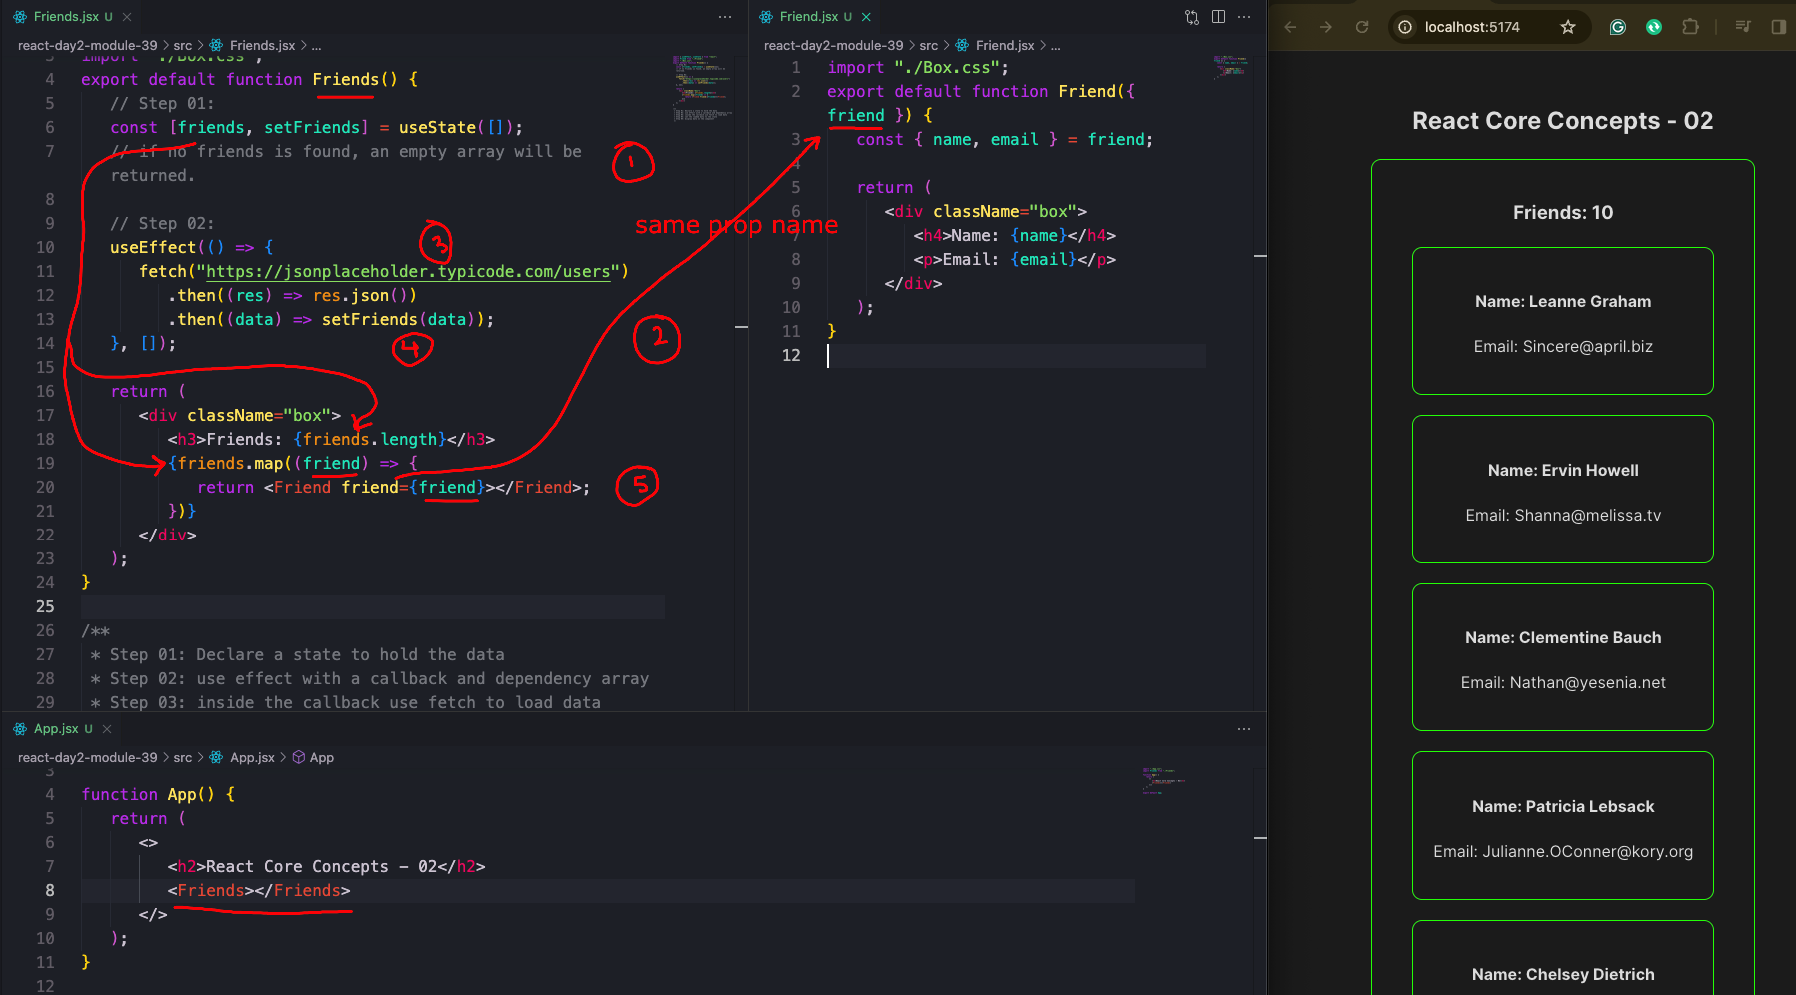 Friends.jsx U
react-day2-module-39 > src > Friends.jsx > ...
3 import "./Box.css";
4 export default function Friends() {
5 // Step 01:
6 const [friends, setFriends] = useState([]);
7 // if no friends is found, an empty array will be
returned.
8
9 // Step 02:
10 useEffect(() => {
11 fetch("https://jsonplaceholder.typicode.com/users")
12 .then((res) => res.json())
13 .then((data) => setFriends(data));
14 }, []);
15
16 return (
17 <div className="box">
18 <h3>Friends: {friends.length}</h3>
19 {friends.map((friend) => {
20 return <Friend friend={friend}></Friend>;
21 })}
22 </div>
23 );
24 }
25
26 /**
27 * Step 01: Declare a state to hold the data
28 * Step 02: use effect with a callback and dependency array
29 * Step 03: inside the callback use fetch to load data
1
3
2
4
5
same prop name
Friend.jsx U
react-day2-module-39 > src > Friend.jsx > ...
1 import "./Box.css";
2 export default function Friend({
friend }) {
3 const { name, email } = friend;
4
5 return (
6 <div className="box">
7 <h4>Name: {name}</h4>
8 <p>Email: {email}</p>
9 </div>
10 );
11 }
12
App.jsx U
react-day2-module-39 > src > App.jsx > App
3
4 function App() {
5 return (
6 <>
7 <h2>React Core Concepts - 02</h2>
8 <Friends></Friends>
9 </>
10 );
11 }
12
localhost:5174
React Core Concepts - 02
Friends: 10
Name: Leanne Graham
Email: Sincere@april.biz
Name: Ervin Howell
Email: Shanna@melissa.tv
Name: Clementine Bauch
Email: Nathan@yesenia.net
Name: Patricia Lebsack
Email: Julianne.OConner@kory.org
Name: Chelsey Dietrich